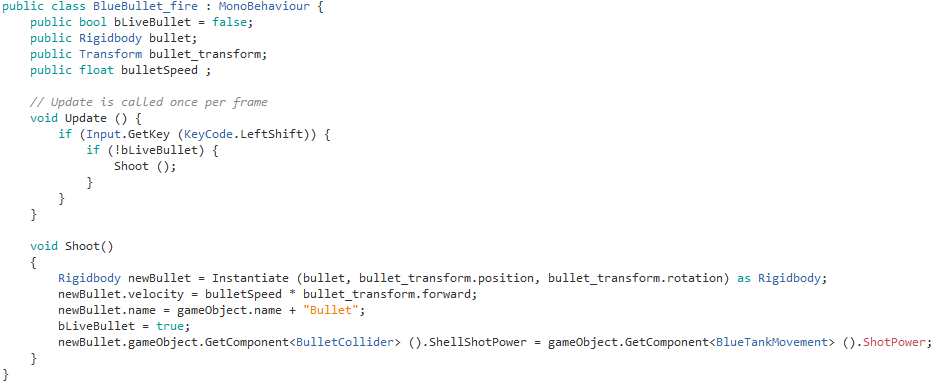 public class BlueBullet_fire : MonoBehaviour {
    public bool bLiveBullet = false;
    public Rigidbody bullet;
    public Transform bullet_transform;
    public float bulletSpeed ;

    // Update is called once per frame
    void Update () {
        if (Input.GetKey (KeyCode.LeftShift)) {
            if (!bLiveBullet) {
                Shoot ();
            }
        }
    }

    void Shoot()
    {
        Rigidbody newBullet = Instantiate (bullet, bullet_transform.position, bullet_transform.rotation) as Rigidbody;
        newBullet.velocity = bulletSpeed * bullet_transform.forward;
        newBullet.name = gameObject.name + "Bullet";
        bLiveBullet = true;
        newBullet.gameObject.GetComponent<BulletCollider> ().ShellShotPower = gameObject.GetComponent<BlueTankMovement> ().ShotPower;
    }
}